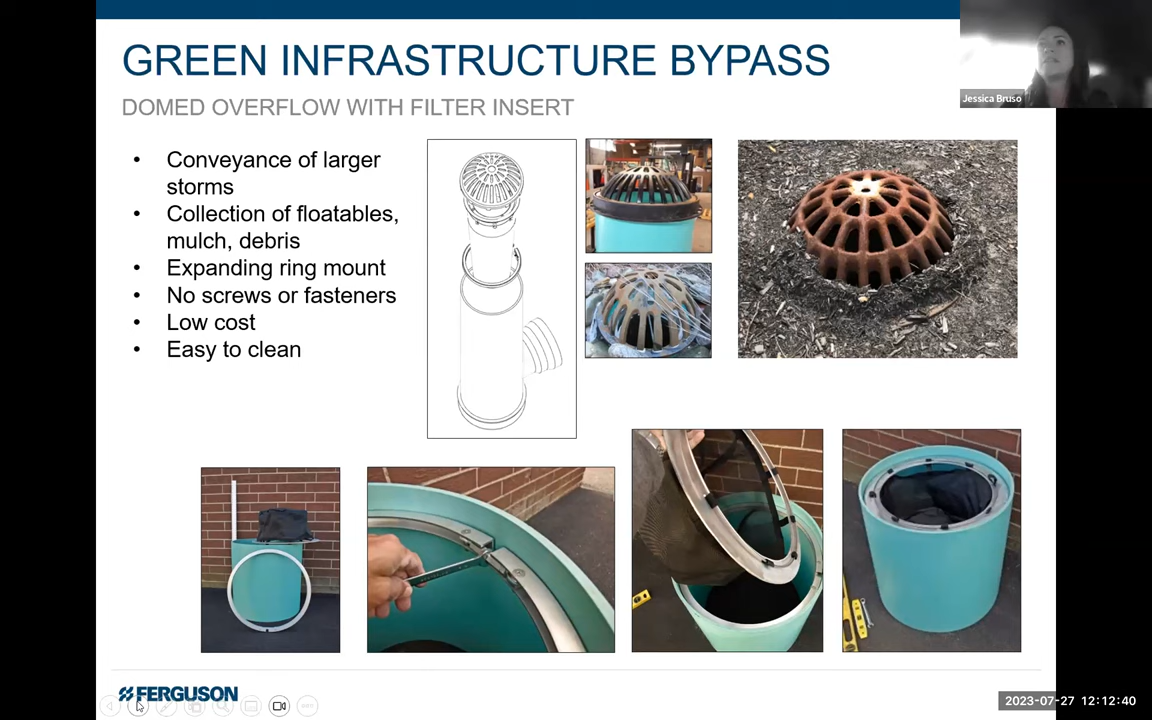 GREEN INFRASTRUCTURE BYPASS
Jessica Bruso
DOMED OVERFLOW WITH FILTER INSERT
• Conveyance of larger
storms
• Collection of floatables,
mulch, debris
• Expanding ring mount
• No screws or fasteners
• Low cost
• Easy to clean
FERGUSON
2023-07-27 12:12:40